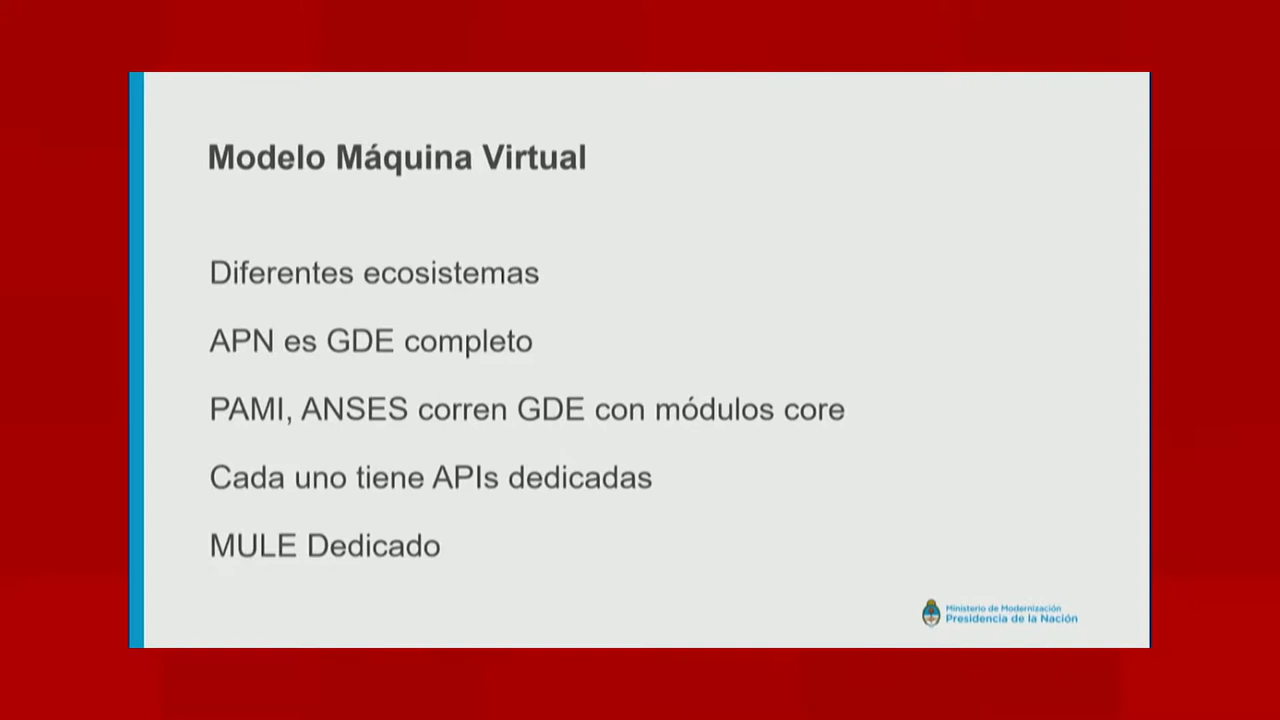 Modelo Máquina Virtual
Diferentes ecosistemas
APN es GDE completo
PAMI, ANSES corren GDE con módulos core
Cada uno tiene APIs dedicadas
MULE Dedicado
Ministerio de Modernización
Presidencia de la Nación